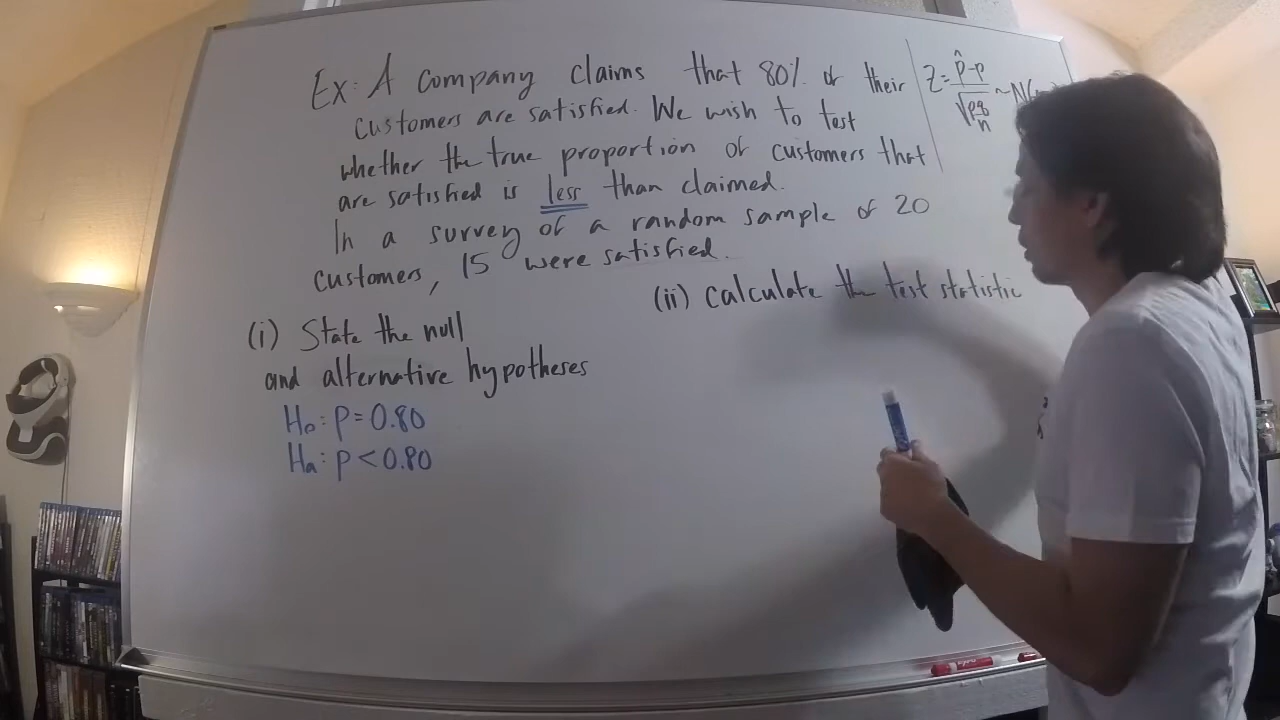 Ex: A company claims that 80% of their
customers are satisfied. We wish to test
whether the true proportion of customers that
are satisfied is less than claimed.
In a survey of a random sample of 20
customers, 15 were satisfied.
Z = p̂-p / √pq/n ~ N(
(i) State the null
and alternative hypotheses
H₀: p = 0.80
Hₐ: p < 0.80
(ii) Calculate the test statistic